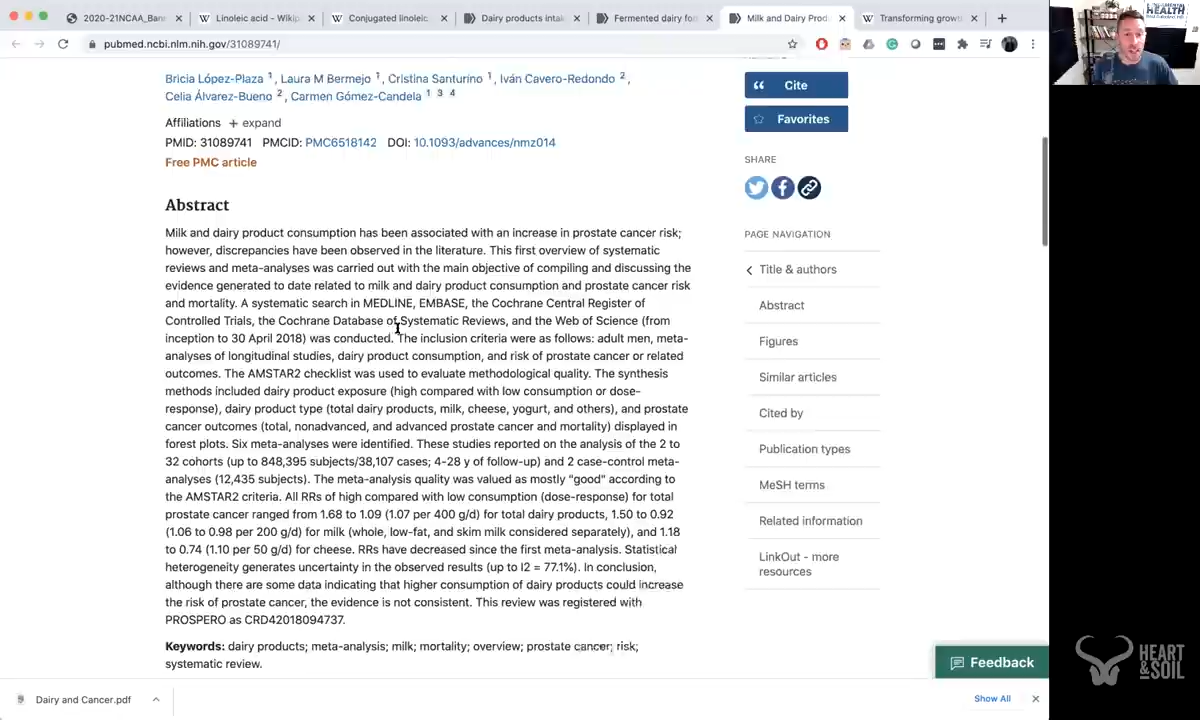 2020-21NCAA_Ban
Linoleic acid - Wikip
Conjugated linoleic
Dairy products intak
Fermented dairy foo
Milk and Dairy Prod
Transforming growt
pubmed.ncbi.nlm.nih.gov/31089741/
HEALTH
Bricia López-Plaza 1, Laura M Bermejo 1, Cristina Santurino 1, Iván Cavero-Redondo 2,
Celia Álvarez-Bueno 2, Carmen Gómez-Candela 1 3 4
Affiliations + expand
PMID: 31089741 PMCID: PMC6518142 DOI: 10.1093/advances/nmz014
Free PMC article
Abstract
Milk and dairy product consumption has been associated with an increase in prostate cancer risk;
however, discrepancies have been observed in the literature. This first overview of systematic
reviews and meta-analyses was carried out with the main objective of compiling and discussing the
evidence generated to date related to milk and dairy product consumption and prostate cancer risk
and mortality. A systematic search in MEDLINE, EMBASE, the Cochrane Central Register of
Controlled Trials, the Cochrane Database of Systematic Reviews, and the Web of Science (from
inception to 30 April 2018) was conducted. The inclusion criteria were as follows: adult men, meta-
analyses of longitudinal studies, dairy product consumption, and risk of prostate cancer or related
outcomes. The AMSTAR2 checklist was used to evaluate methodological quality. The synthesis
methods included dairy product exposure (high compared with low consumption or dose-
response), dairy product type (total dairy products, milk, cheese, yogurt, and others), and prostate
cancer outcomes (total, nonadvanced, and advanced prostate cancer and mortality) displayed in
forest plots. Six meta-analyses were identified. These studies reported on the analysis of the 2 to
32 cohorts (up to 848,395 subjects/38,107 cases; 4-28 y of follow-up) and 2 case-control meta-
analyses (12,435 subjects). The meta-analysis quality was valued as mostly "good" according to
the AMSTAR2 criteria. All RRs of high compared with low consumption (dose-response) for total
prostate cancer ranged from 1.68 to 1.09 (1.07 per 400 g/d) for total dairy products, 1.50 to 0.92
(1.06 to 0.98 per 200 g/d) for milk (whole, low-fat, and skim milk considered separately), and 1.18
to 0.74 (1.10 per 50 g/d) for cheese. RRs have decreased since the first meta-analysis. Statistical
heterogeneity generates uncertainty in the observed results (up to I2 = 77.1%). In conclusion,
although there are some data indicating that higher consumption of dairy products could increase
the risk of prostate cancer, the evidence is not consistent. This review was registered with
PROSPERO as CRD42018094737.
Keywords: dairy products; meta-analysis; milk; mortality; overview; prostate cancer; risk;
systematic review.
Cite
Favorites
SHARE
PAGE NAVIGATION
Title & authors
Abstract
Figures
Similar articles
Cited by
Publication types
MeSH terms
Related information
LinkOut - more
resources
Feedback
HEART
& SOIL
Dairy and Cancer.pdf
Show All